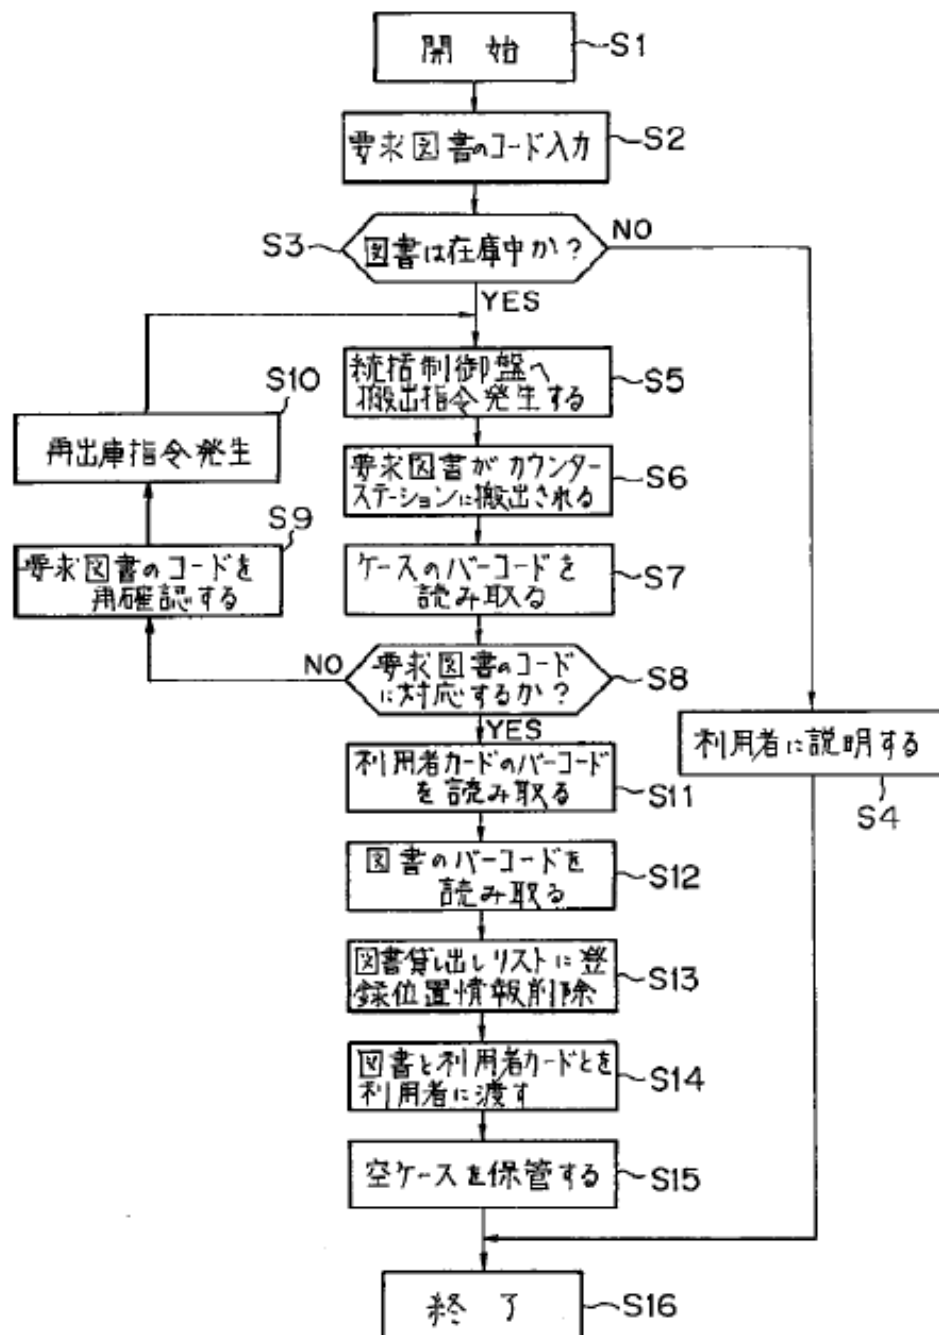 開始
S1
要求図書のコード入力
S2
S3
図書は在庫中か?
NO
YES
統括制御盤へ
搬出指令発生する
S5
S10
再出庫指令発生
要求図書がカウンター
ステーションに搬出される
S6
S9
要求図書のコードを
再確認する
ケースのバーコードを
読み取る
S7
NO
要求図書のコード
に対応するか?
S8
YES
利用者に説明する
S4
利用者カードのバーコード
を読み取る
S11
図書のバーコードを
読み取る
S12
図書貸し出しリストに登
録位置情報削除
S13
図書と利用者カードとを
利用者に渡す
S14
空ケースを保管する
S15
終了
S16